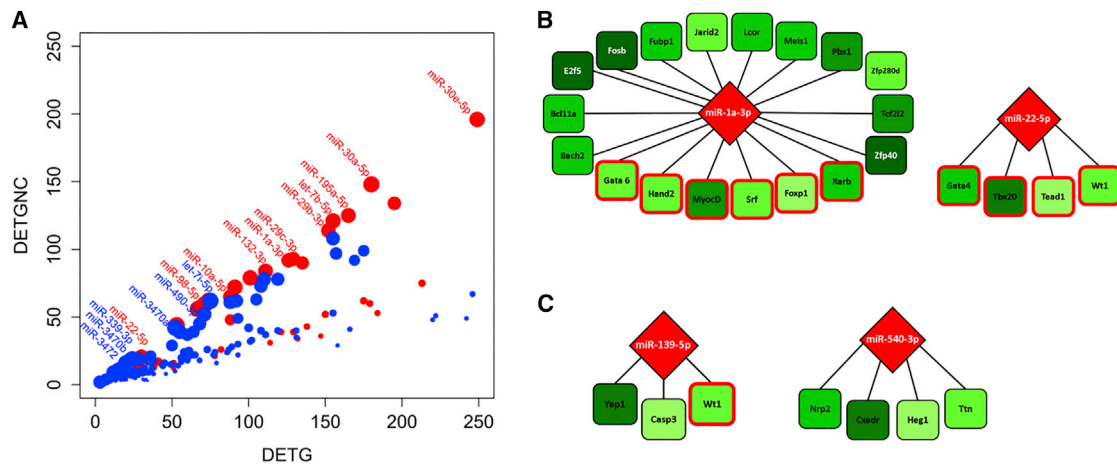 A
DETGNC
250
200
150
100
50
0
0
50
100
150
200
250
DETG
miR-30e-5p
miR-30a-5p
miR-195a-5p
let-7b-5p
miR-29b-3p
miR-29c-3p
miR-1a-3p
miR-132-3p
miR-10a-5p
let-7i-5p
miR-98-5p
miR-490-3p
miR-3470a
miR-22-5p
miR-339-3p
miR-3470b
miR-3472
B
Jarid2
Fubp1
Lcor
Fosb
Meis1
E2f5
Pbx1
Bcl11a
Zfp280d
Bach2
Tcf2l2
Gata 6
Zfp40
Hand2
MyocD
Srf
Foxp1
Rarb
miR-1a-3p
miR-22-5p
Gata4
Tbx20
Tead1
Wt1
C
miR-139-5p
Yap1
Casp3
Wt1
miR-540-3p
Nrp2
Cxadr
Heg1
Ttn